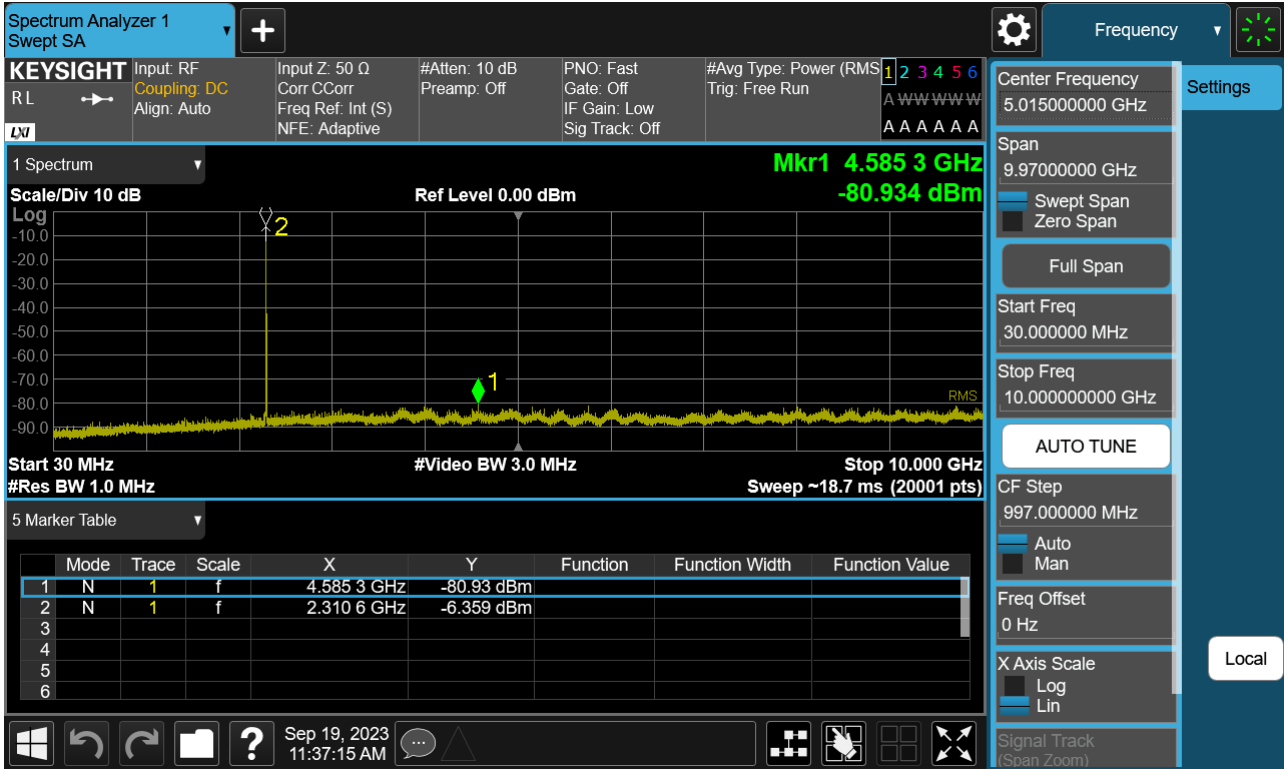 Spectrum Analyzer 1
Swept SA
Frequency
KEYSIGHT
R L
LXI
Input: RF
Coupling: DC
Align: Auto
Input Z: 50 Ω
Corr CCorr
Freq Ref: Int (S)
NFE: Adaptive
#Atten: 10 dB
Preamp: Off
PNO: Fast
Gate: Off
IF Gain: Low
Sig Track: Off
#Avg Type: Power (RMS
Trig: Free Run
1 2 3 4 5 6
A W W W W W
A A A A A A
1 Spectrum
Mkr1 4.585 3 GHz
Scale/Div 10 dB
Ref Level 0.00 dBm
-80.934 dBm
Log
2
-10.0
-20.0
-30.0
-40.0
-50.0
-60.0
-70.0
1
-80.0
RMS
-90.0
Start 30 MHz
#Video BW 3.0 MHz
Stop 10.000 GHz
#Res BW 1.0 MHz
Sweep ~18.7 ms (20001 pts)
5 Marker Table
Mode Trace Scale X Y Function Function Width Function Value
1 N 1 f 4.585 3 GHz -80.93 dBm
2 N 1 f 2.310 6 GHz -6.359 dBm
3
4
5
6
?
Sep 19, 2023
11:37:15 AM
Center Frequency
5.015000000 GHz
Span
9.97000000 GHz
Swept Span
Zero Span
Full Span
Start Freq
30.000000 MHz
Stop Freq
10.000000000 GHz
AUTO TUNE
CF Step
997.000000 MHz
Auto
Man
Freq Offset
0 Hz
X Axis Scale
Log
Lin
Signal Track
(Span Zoom)
Settings
Local